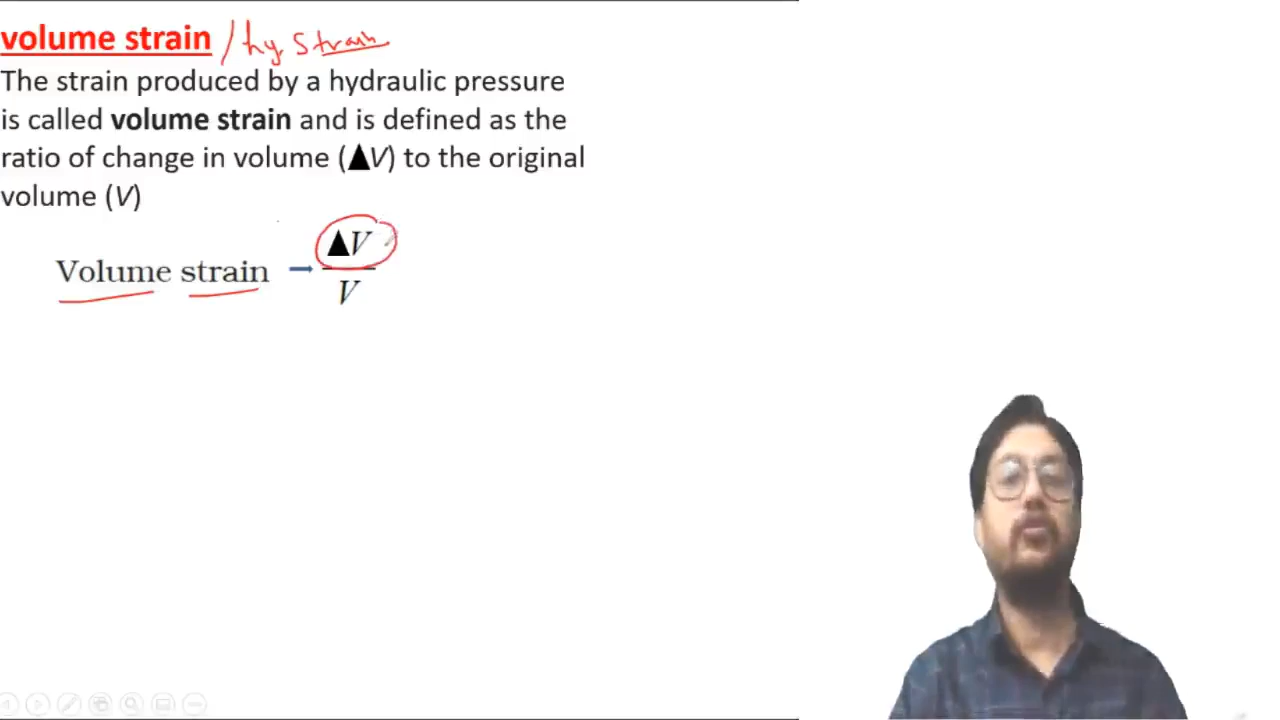 volume strain / hy. Strain
The strain produced by a hydraulic pressure
is called volume strain and is defined as the
ratio of change in volume (▲V) to the original
volume (V)
Volume strain → ▲V
V